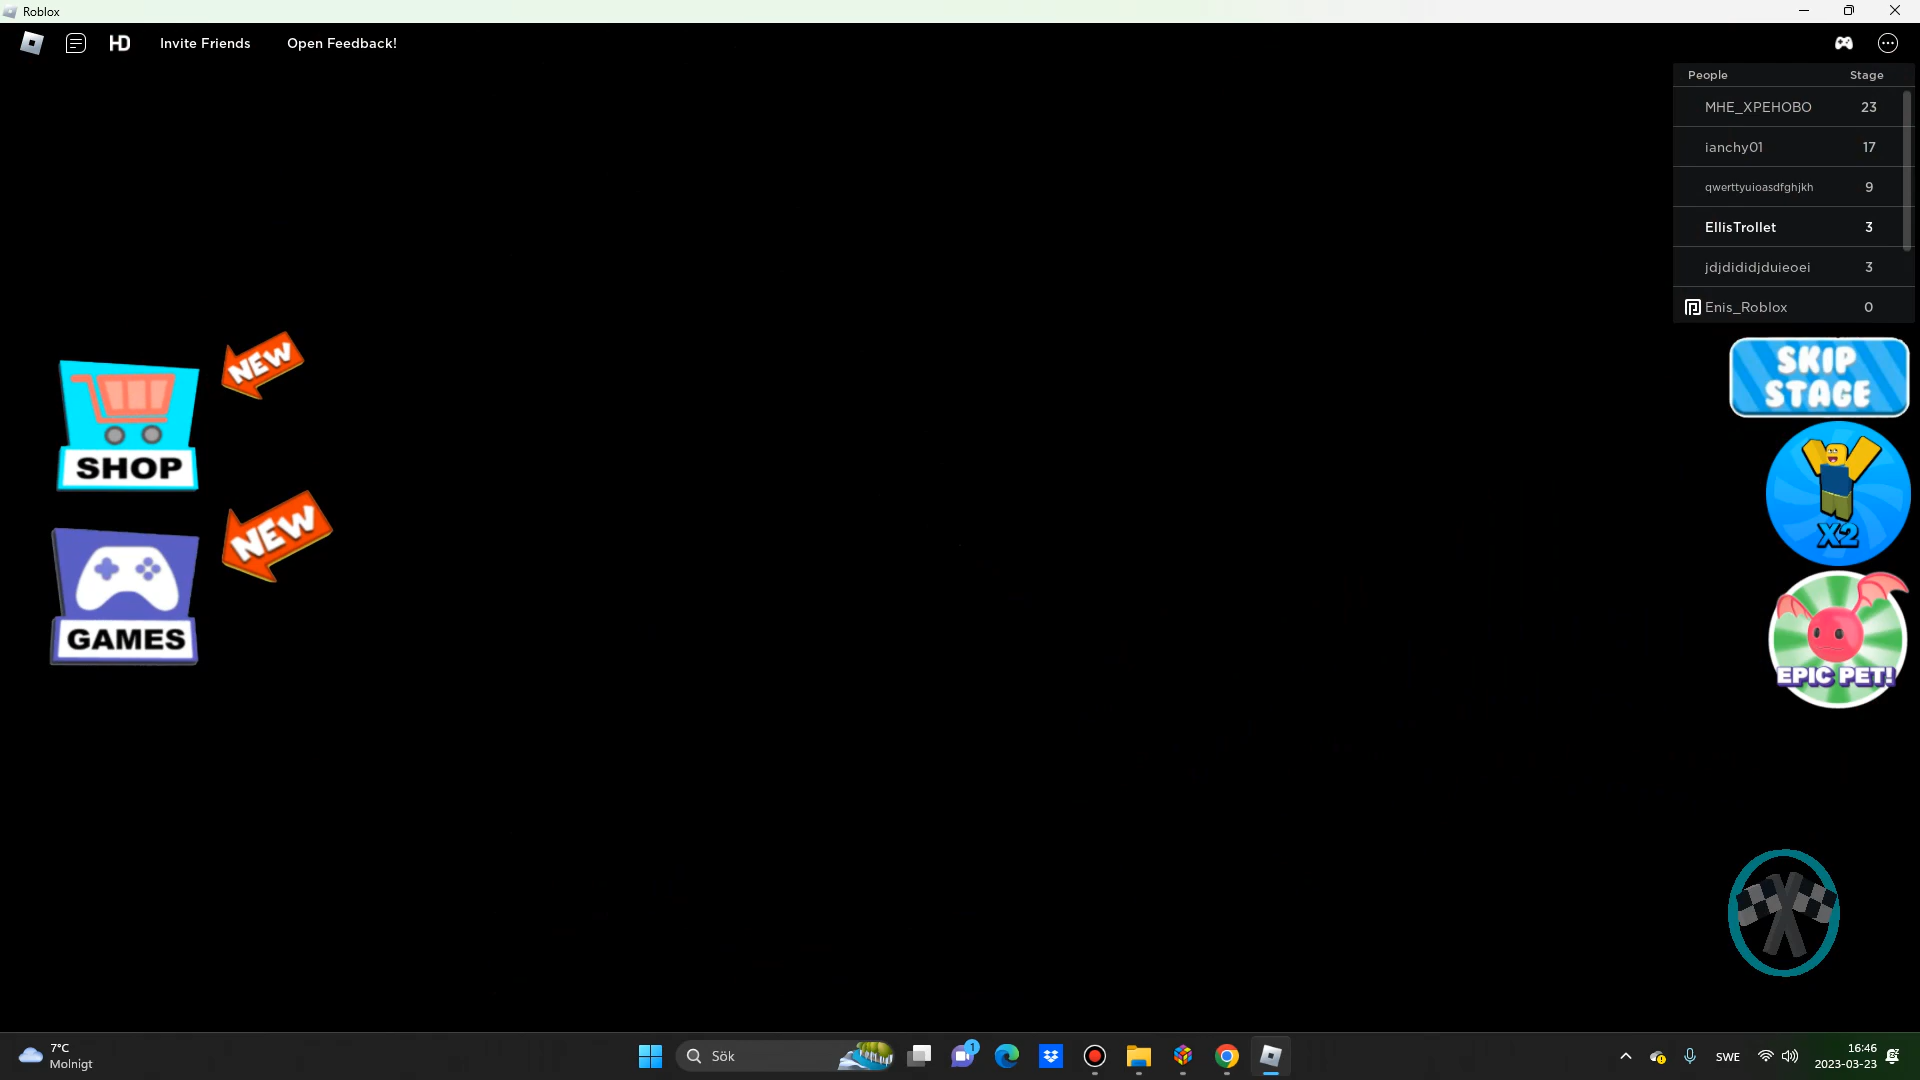 Roblox
HD
Invite Friends
Open Feedback!
People Stage
MHE_XPEHOBO 23
ianchy01 17
qwerttyuioasdfghjkh 9
EllisTrollet 3
jdjdididjduieoei 3
Enis_Roblox 0
NEW
SHOP
NEW
GAMES
SKIP
STAGE
X2
EPIC PET!
7°C
Molnigt
Sök
1
SWE
16:46
2023-03-23